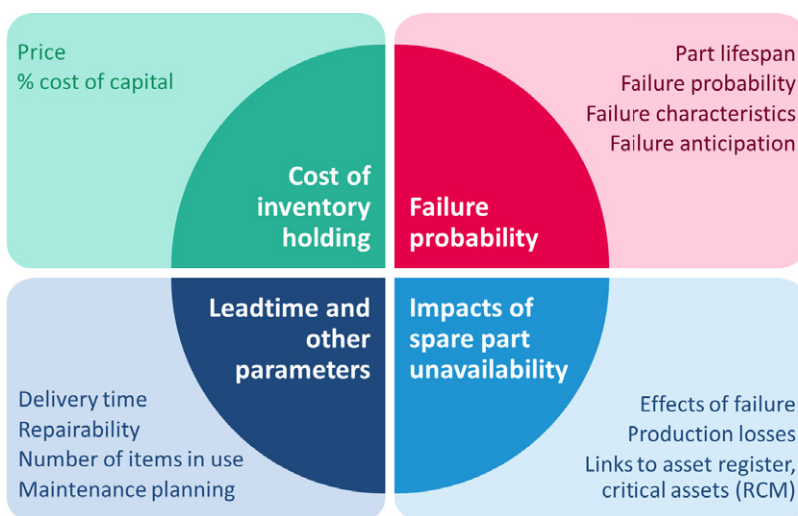 Price
% cost of capital
Cost of
inventory
holding
Part lifespan
Failure probability
Failure characteristics
Failure anticipation
Failure
probability
Leadtime and
other
parameters
Delivery time
Repairability
Number of items in use
Maintenance planning
Impacts of
spare part
unavailability
Effects of failure
Production losses
Links to asset register,
critical assets (RCM)